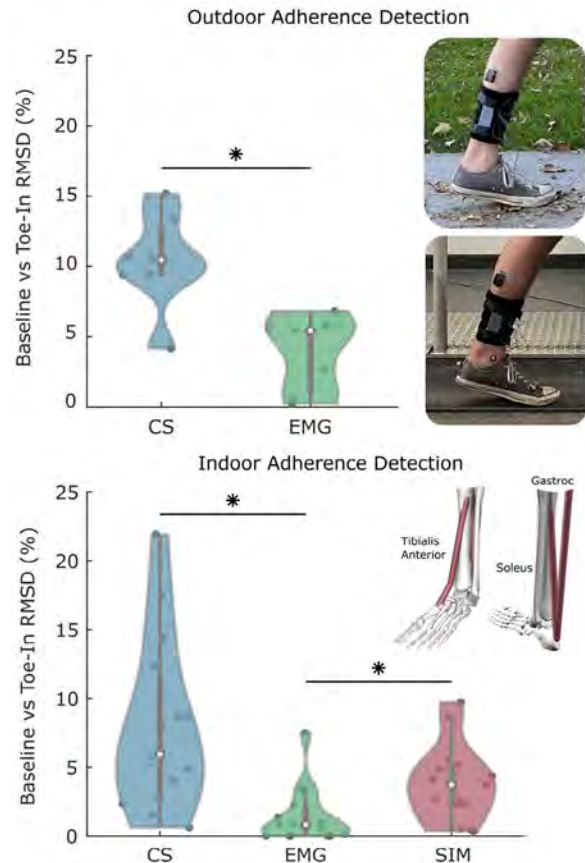 Outdoor Adherence Detection
Baseline vs Toe-In RMSD (%)
25
20
15
10
5
0
*
CS EMG
Indoor Adherence Detection
Baseline vs Toe-In RMSD (%)
25
20
15
10
5
0
*
*
Gastroc
Tibialis
Anterior
Soleus
CS EMG SIM